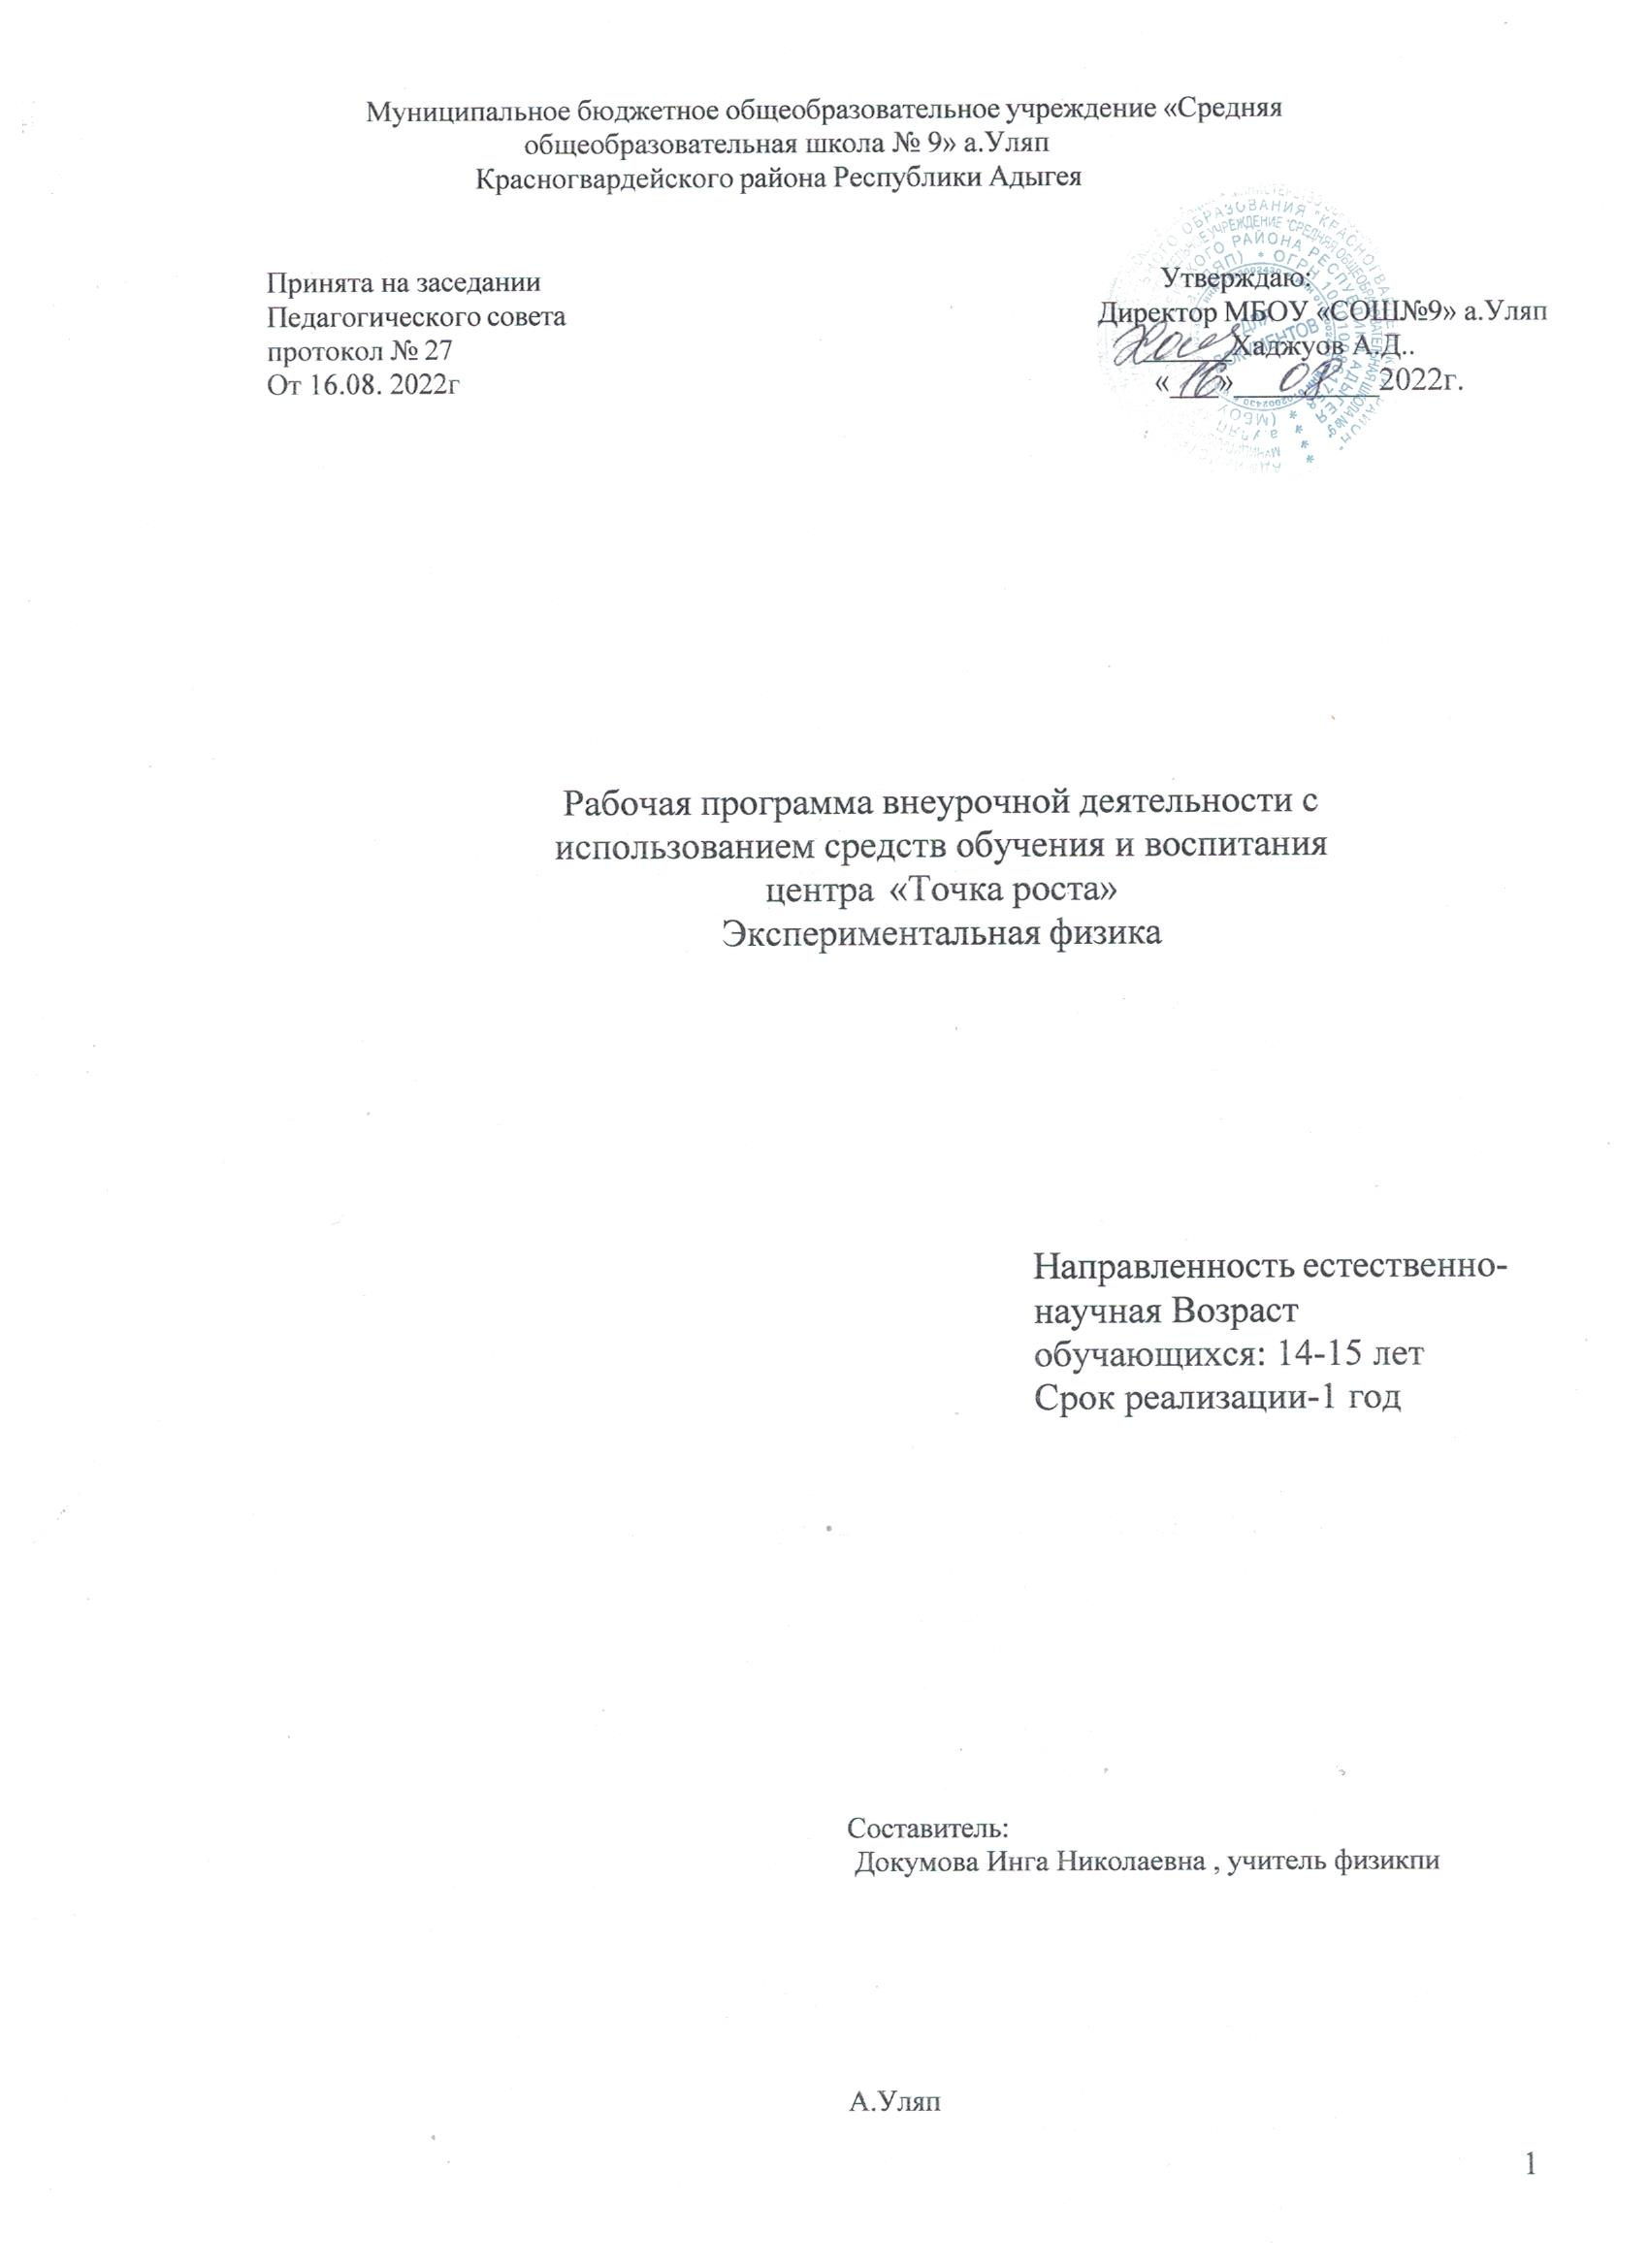 Муниципальное бюджетное общеобразовательное учреждение «Средняя
общеобразовательная школа № 9» а.Уляп
Красногвардейского района Республики Адыгея
Принята на заседании
Педагогического совета
протокол № 27
От 16.08. 2022г
Утверждаю:
Директор МБОУ «СОШ№9» а.Уляп
Хаджуов А.Д..
«16» 08 2022г.
ДЛЯ
ДОКУМЕНТОВ
Рабочая программа внеурочной деятельности с
использованием средств обучения и воспитания
центра «Точка роста»
Экспериментальная физика
Направленность естественно-
научная Возраст
обучающихся: 14-15 лет
Срок реализации-1 год
Составитель:
Докумова Инга Николаевна , учитель физикпи
А.Уляп
1